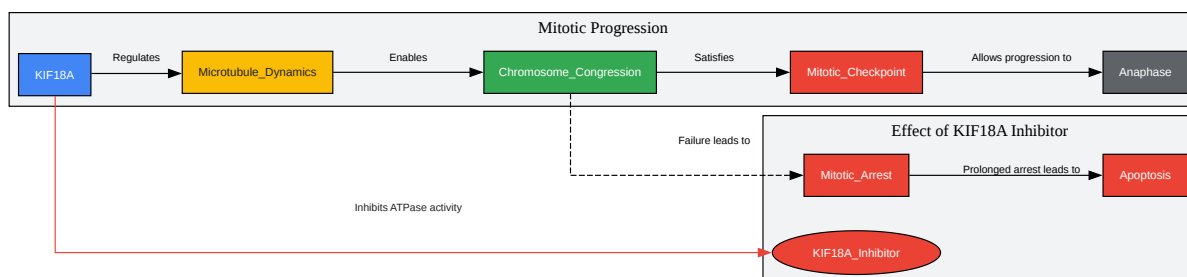 Mitotic Progression
KIF18A
Regulates
Microtubule_Dynamics
Enables
Chromosome_Congression
Satisfies
Mitotic_Checkpoint
Allows progression to
Anaphase
Failure leads to
Effect of KIF18A Inhibitor
Mitotic_Arrest
Prolonged arrest leads to
Apoptosis
Inhibits ATPase activity
KIF18A_Inhibitor